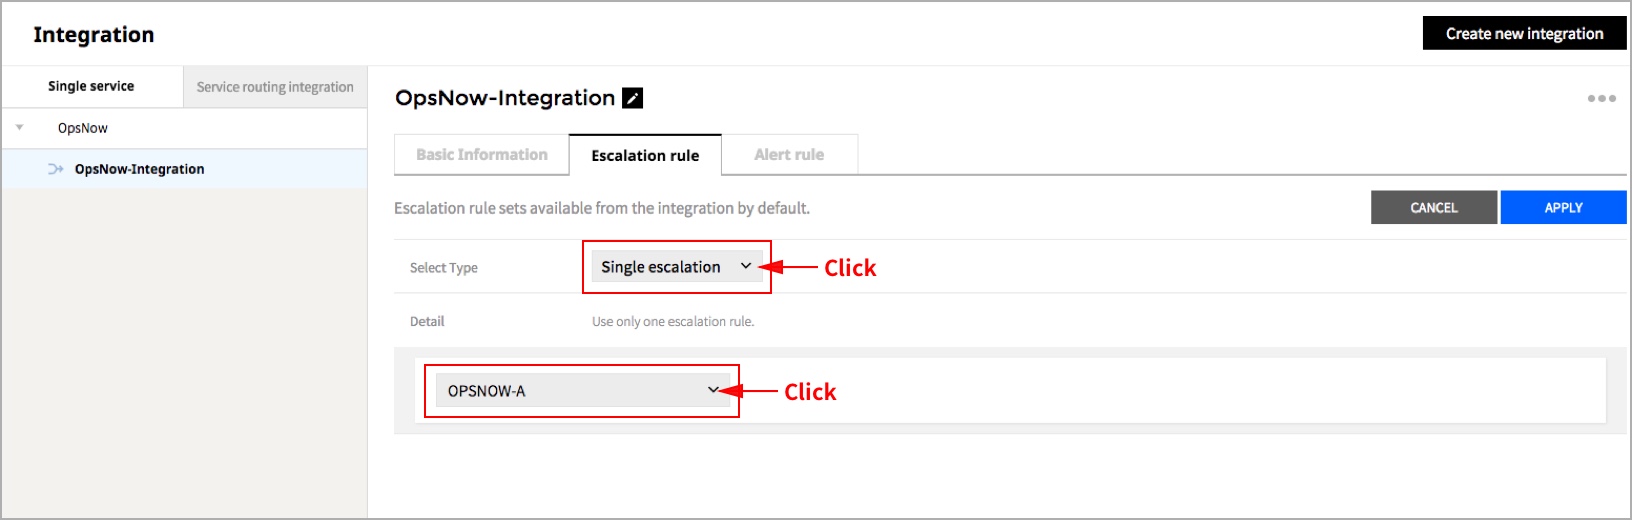 Integration
Create new integration
Single service
Service routing integration
OpsNow
OpsNow-Integration
OpsNow-Integration
Basic Information
Escalation rule
Alert rule
Escalation rule sets available from the integration by default.
CANCEL
APPLY
Select Type
Single escalation
Click
Detail
Use only one escalation rule.
OPSNOW-A
Click